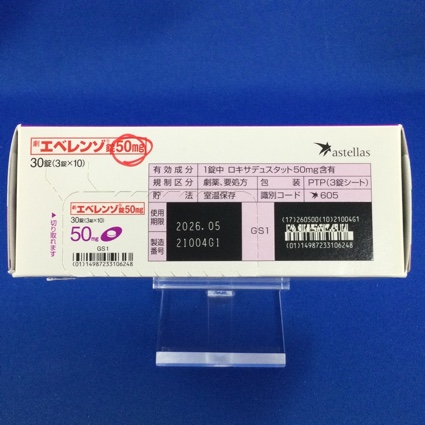 劇 エベレンゾ錠50mg
30錠(3錠×10)
astellas
有効成分 1錠中 ロキサデュスタット50mg含有
規制区分 劇薬、要処方 包装 PTP(3錠シート)
貯法 室温保存 識別コード 605
切り取れます
劇 エベレンゾ錠50mg
30錠(3錠×10)
50mg
GS1
(01)14987233106248
使用期限 2026.05
製造番号 21004G1
GS1
(17)260500(10)21004G1
(01)14987233106248